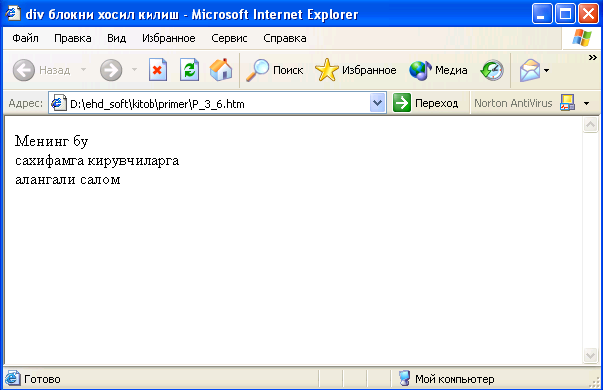 div блокни хосил килиш - Microsoft Internet Explorer
Файл Правка Вид Избранное Сервис Справка
Назад Поиск Избранное Медиа
Адрес: D:\ehd_soft\kitob\primer\P_3_6.htm Переход Norton AntiVirus
Менинг бу
сахифамга кирувчиларга
алангали салом
Готово Мой компьютер